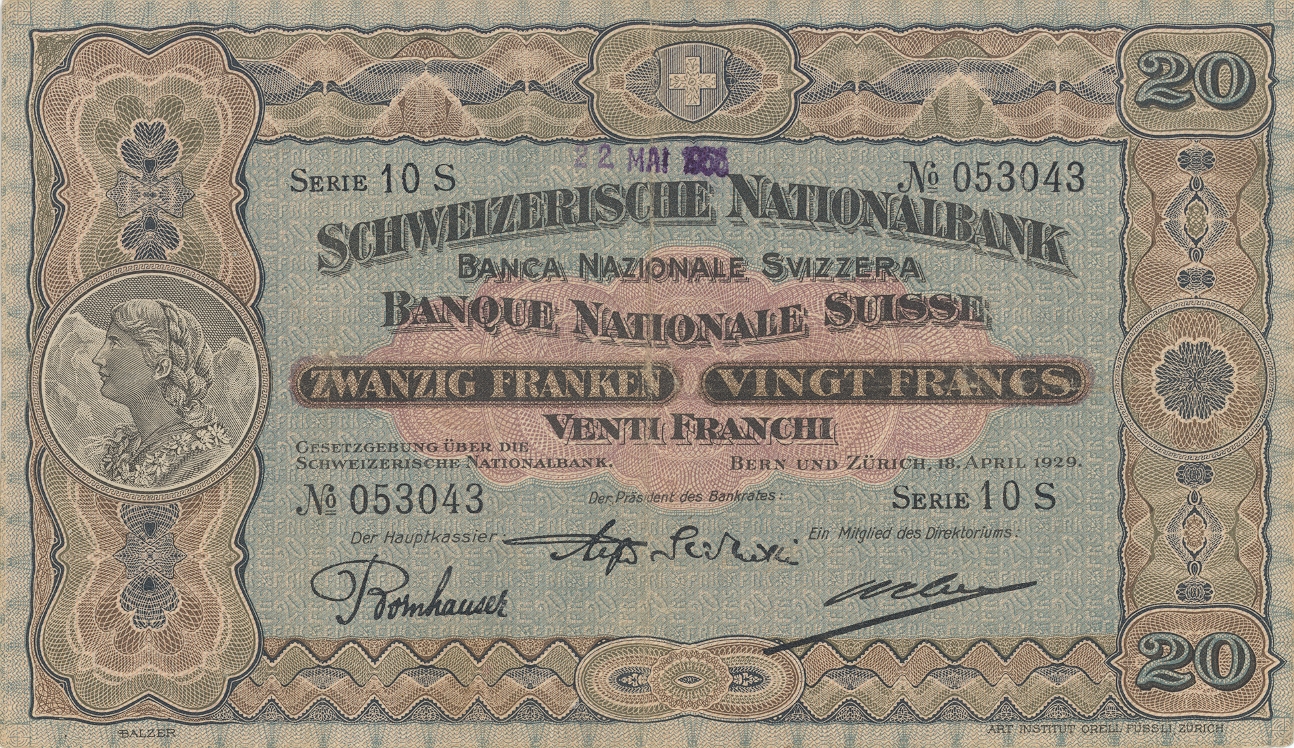 20
22 MAI
SERIE 10 S
No 053043
SCHWEIZERISCHE NATIONALBANK
BANCA NAZIONALE SVIZZERA
BANQUE NATIONALE SUISSE
ZWANZIG FRANKEN VINGT FRANCS
VENTI FRANCHI
GESETZGEBUNG ÜBER DIE
SCHWEIZERISCHE NATIONALBANK.
BERN UND ZÜRICH, 18. APRIL 1929.
No 053043
Der Präsident des Bankrates:
SERIE 10 S
Der Hauptkassier
Ein Mitglied des Direktoriums:
Bornhauser
20
BALZER
ART. INSTITUT ORELL FÜSSLI, ZÜRICH